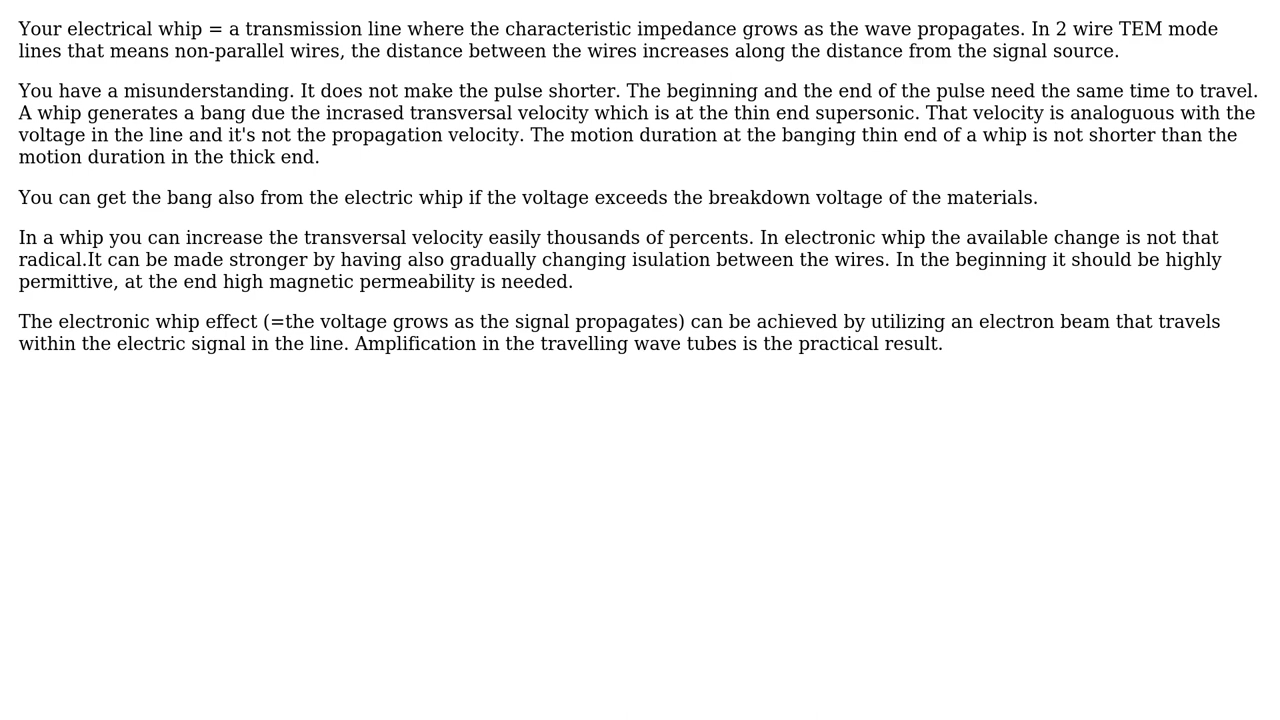 Your electrical whip = a transmission line where the characteristic impedance grows as the wave propagates. In 2 wire TEM mode
lines that means non-parallel wires, the distance between the wires increases along the distance from the signal source.
You have a misunderstanding. It does not make the pulse shorter. The beginning and the end of the pulse need the same time to travel.
A whip generates a bang due the incrased transversal velocity which is at the thin end supersonic. That velocity is analoguous with the
voltage in the line and it's not the propagation velocity. The motion duration at the banging thin end of a whip is not shorter than the
motion duration in the thick end.
You can get the bang also from the electric whip if the voltage exceeds the breakdown voltage of the materials.
In a whip you can increase the transversal velocity easily thousands of percents. In electronic whip the available change is not that
radical.It can be made stronger by having also gradually changing isulation between the wires. In the beginning it should be highly
permittive, at the end high magnetic permeability is needed.
The electronic whip effect (=the voltage grows as the signal propagates) can be achieved by utilizing an electron beam that travels
within the electric signal in the line. Amplification in the travelling wave tubes is the practical result.